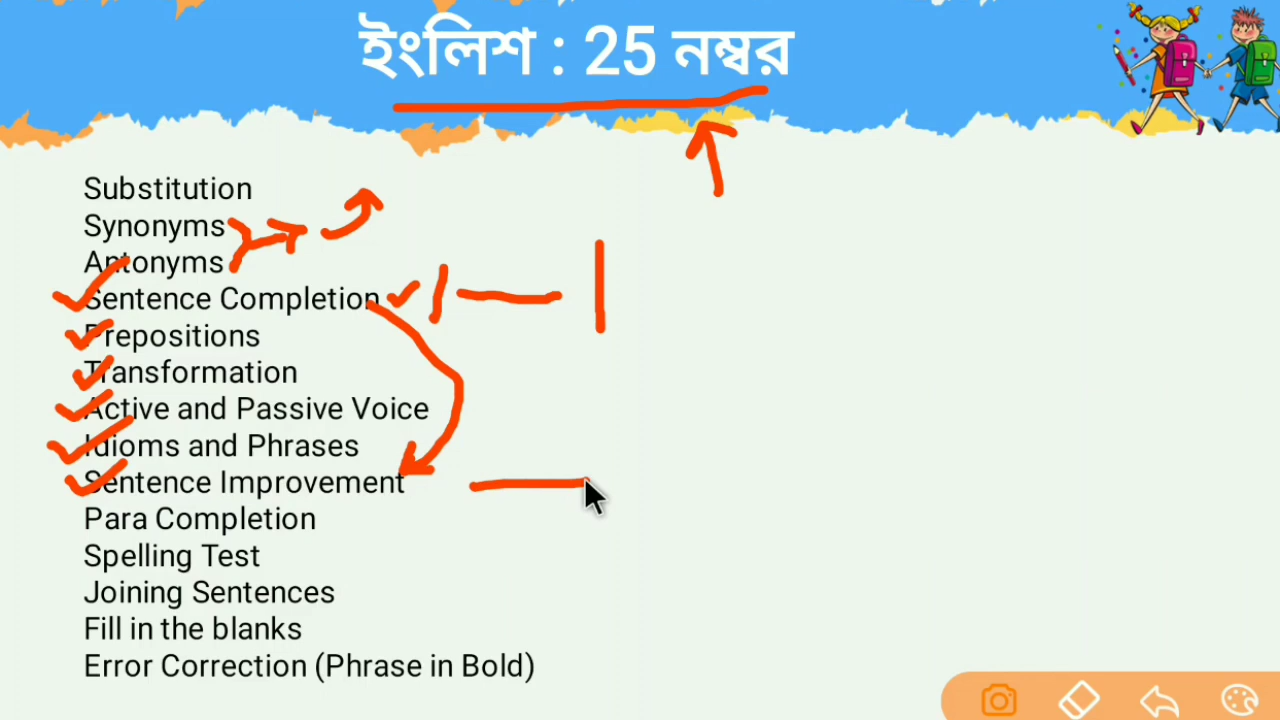 ইংলিশ : 25 নম্বর
Substitution
Synonyms
Antonyms
Sentence Completion
Prepositions
Transformation
Active and Passive Voice
Idioms and Phrases
Sentence Improvement
Para Completion
Spelling Test
Joining Sentences
Fill in the blanks
Error Correction (Phrase in Bold)